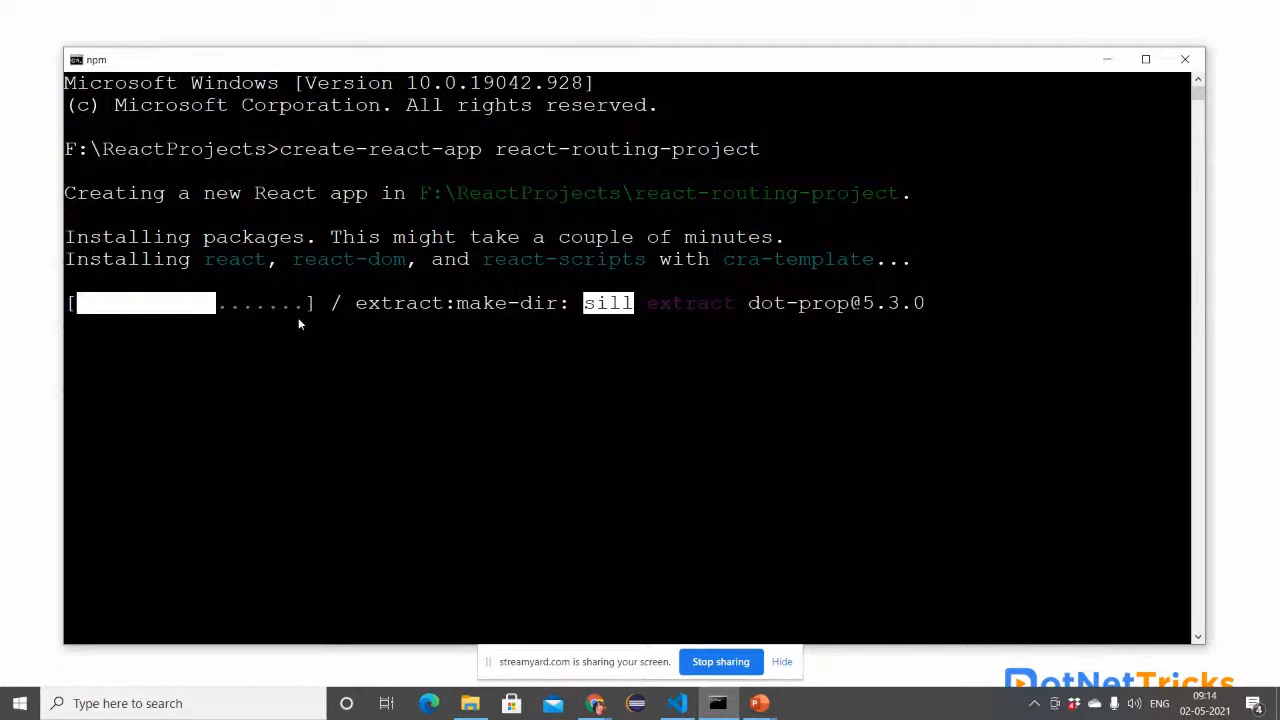 npm
Microsoft Windows [Version 10.0.19042.928]
(c) Microsoft Corporation. All rights reserved.
F:\ReactProjects>create-react-app react-routing-project
Creating a new React app in F:\ReactProjects\react-routing-project.
Installing packages. This might take a couple of minutes.
Installing react, react-dom, and react-scripts with cra-template...
[ .......] / extract:make-dir: sill extract dot-prop@5.3.0
streamyard.com is sharing your screen. Stop sharing Hide
DotNetTricks
Type here to search
ENG
09:14
02-05-2021
4